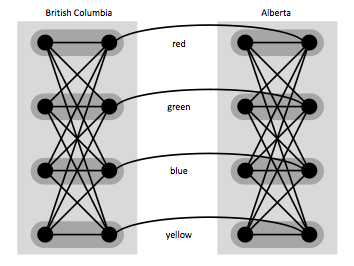 British Columbia
Alberta
red
green
blue
yellow